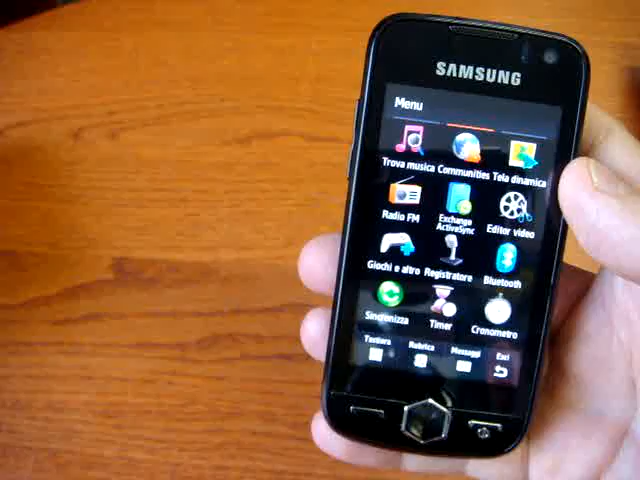 SAMSUNG
Menu
Trova musica Communities Tela dinamica
Radio FM Exchange ActiveSync Editor video
Giochi e altro Registratore Bluetooth
Sincronizza Timer Cronometro
Tastiera Rubrica Messaggi Esci